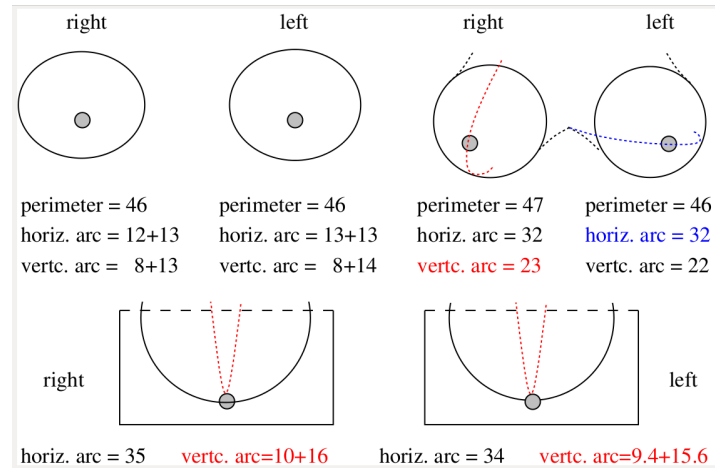 right left right left
perimeter = 46 perimeter = 46 perimeter = 47 perimeter = 46
horiz. arc = 12+13 horiz. arc = 13+13 horiz. arc = 32 horiz. arc = 32
vertc. arc = 8+13 vertc. arc = 8+14 vertc. arc = 23 vertc. arc = 22
right left
horiz. arc = 35 vertc. arc=10+16 horiz. arc = 34 vertc. arc=9.4+15.6